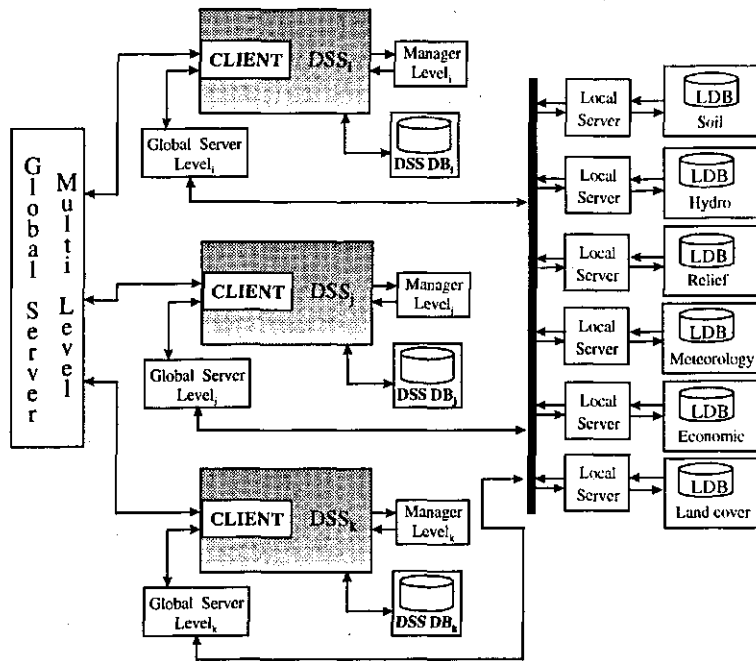 Multi Level
Global Server
CLIENT
DSSᵢ
Manager
Levelᵢ
Global Server
Levelᵢ
DSS DBᵢ
CLIENT
DSSⱼ
Manager
Levelⱼ
Global Server
Levelⱼ
DSS DBⱼ
CLIENT
DSSₖ
Manager
Levelₖ
Global Server
Levelₖ
DSS DBₖ
Local
Server
LDB
Soil
Local
Server
LDB
Hydro
Local
Server
LDB
Relief
Local
Server
LDB
Meteorology
Local
Server
LDB
Economic
Local
Server
LDB
Land cover